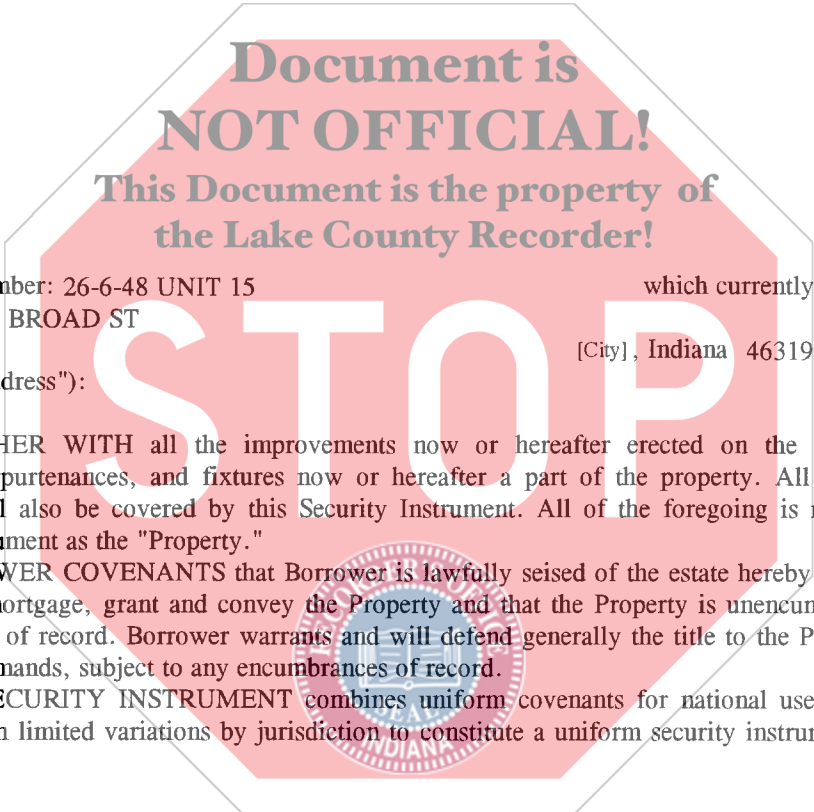 Document is
NOT OFFICIAL!
This Document is the property of
the Lake County Recorder!
mber: 26-6-48 UNIT 15 which currently
BROAD ST
[City] , Indiana 46319
dress"):
STOP
HER WITH all the improvements now or hereafter erected on the
purtenances, and fixtures now or hereafter a part of the property. All
l also be covered by this Security Instrument. All of the foregoing is
ment as the "Property."
WER COVENANTS that Borrower is lawfully seised of the estate hereby
ortgage, grant and convey the Property and that the Property is unencun
of record. Borrower warrants and will defend generally the title to the P
mands, subject to any encumbrances of record.
ECURITY INSTRUMENT combines uniform covenants for national use
limited variations by jurisdiction to constitute a uniform security instru
RECORDER'S OFFICE
SEAL
INDIANA